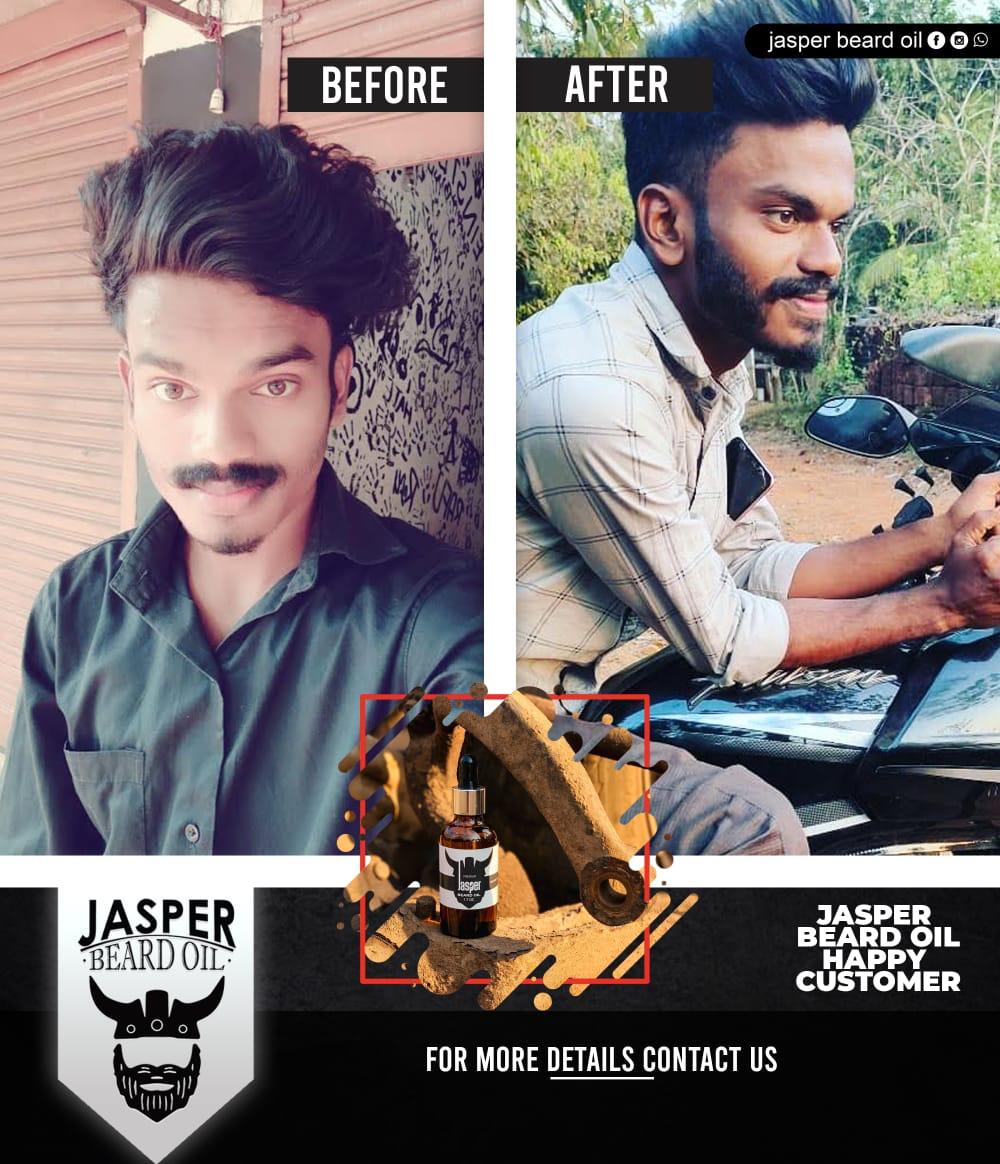 jasper beard oil
BEFORE
AFTER
Jasper
BEARD OIL
JASPER
BEARD OIL
JASPER
BEARD OIL
HAPPY
CUSTOMER
FOR MORE DETAILS CONTACT US